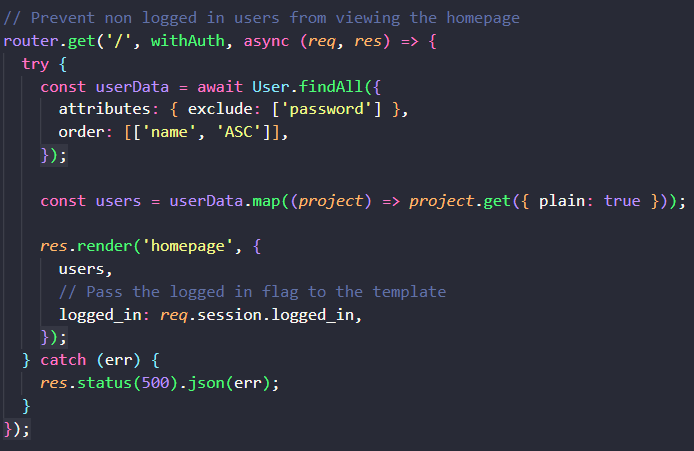 // Prevent non logged in users from viewing the homepage
router.get('/', withAuth, async (req, res) => {
  try {
    const userData = await User.findAll({
      attributes: { exclude: ['password'] },
      order: [['name', 'ASC']],
    });

    const users = userData.map((project) => project.get({ plain: true }));

    res.render('homepage', {
      users,
      // Pass the logged in flag to the template
      logged_in: req.session.logged_in,
    });
  } catch (err) {
    res.status(500).json(err);
  }
});